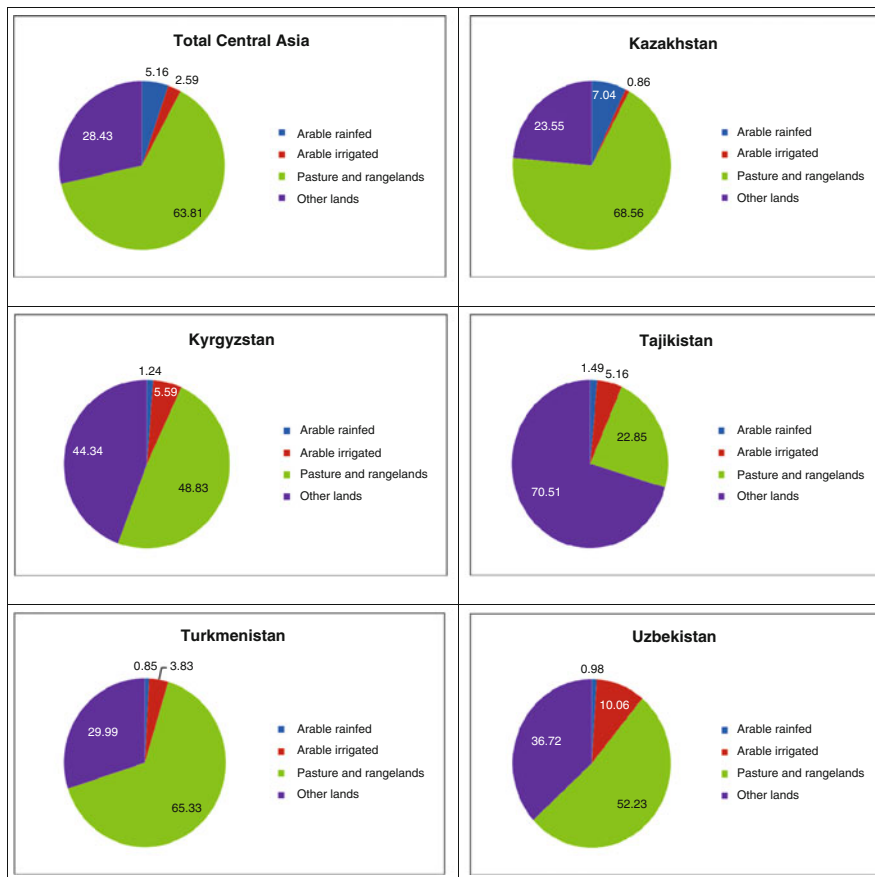 Total Central Asia
5.16
2.59
28.43
63.81
Arable rainfed
Arable irrigated
Pasture and rangelands
Other lands
Kazakhstan
7.04
0.86
23.55
68.56
Arable rainfed
Arable irrigated
Pasture and rangelands
Other lands
Kyrgyzstan
1.24
5.59
44.34
48.83
Arable rainfed
Arable irrigated
Pasture and rangelands
Other lands
Tajikistan
1.49
5.16
22.85
70.51
Arable rainfed
Arable irrigated
Pasture and rangelands
Other lands
Turkmenistan
0.85
3.83
29.99
65.33
Arable rainfed
Arable irrigated
Pasture and rangelands
Other lands
Uzbekistan
0.98
10.06
36.72
52.23
Arable rainfed
Arable irrigated
Pasture and rangelands
Other lands